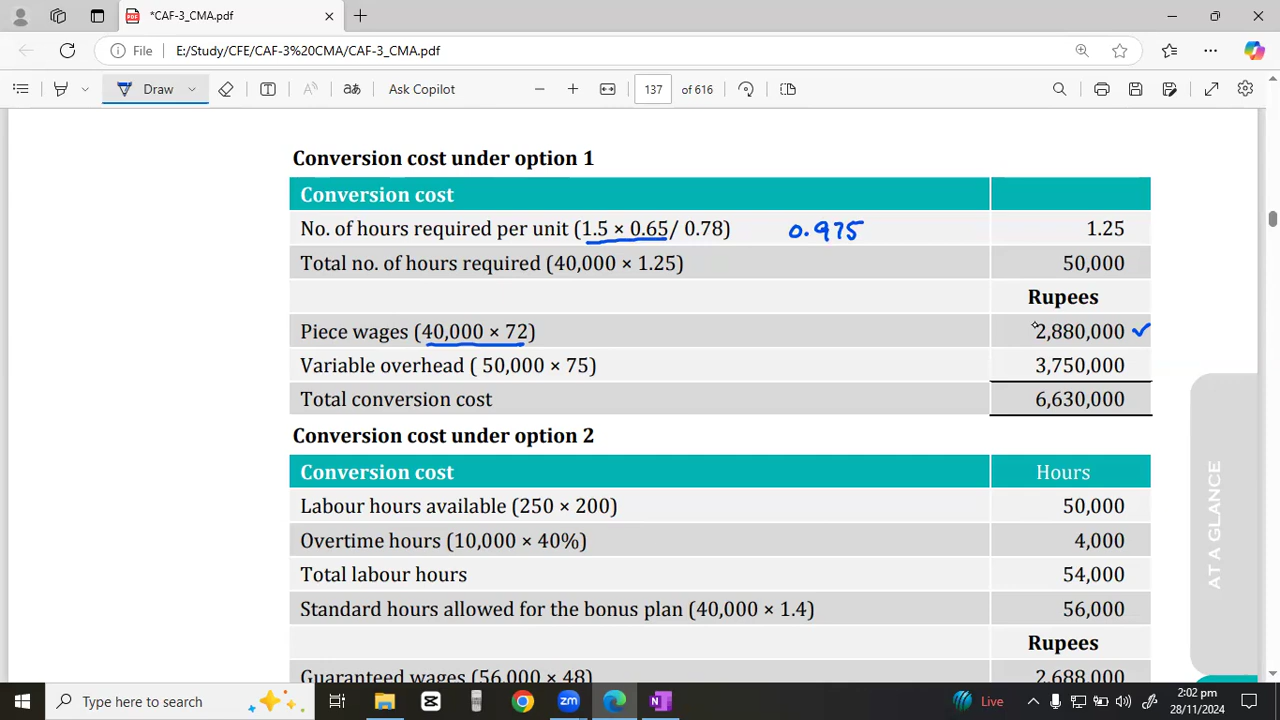 *CAF-3_CMA.pdf
File E:/Study/CFE/CAF-3%20CMA/CAF-3_CMA.pdf
Draw Ask Copilot 137 of 616
Conversion cost under option 1
Conversion cost
No. of hours required per unit (1.5 × 0.65/ 0.78) 0.975 1.25
Total no. of hours required (40,000 × 1.25) 50,000
Rupees
Piece wages (40,000 × 72) 2,880,000
Variable overhead ( 50,000 × 75) 3,750,000
Total conversion cost 6,630,000
Conversion cost under option 2
Conversion cost Hours
Labour hours available (250 × 200) 50,000
Overtime hours (10,000 × 40%) 4,000
Total labour hours 54,000
Standard hours allowed for the bonus plan (40,000 × 1.4) 56,000
Rupees
Guaranteed wages (56,000 × 48) 2,688,000
AT A GLANCE
Type here to search
Live
2:02 pm
28/11/2024